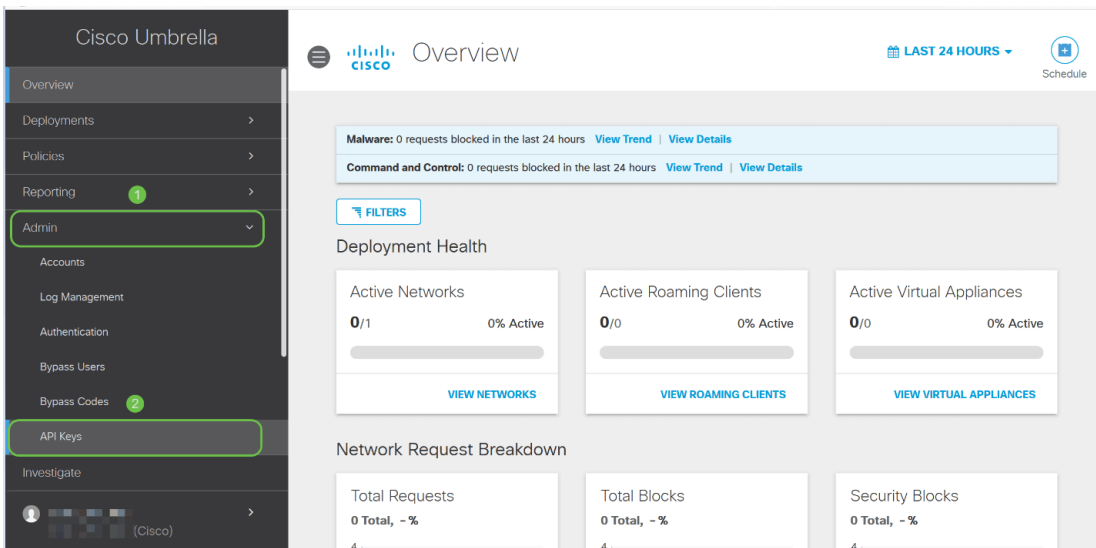 Cisco Umbrella
Overview
Deployments
Policies
Reporting
1
Admin
Accounts
Log Management
Authentication
Bypass Users
Bypass Codes
2
API Keys
Investigate
(Cisco)
CISCO
Overview
LAST 24 HOURS
Schedule
Malware: 0 requests blocked in the last 24 hours View Trend | View Details
Command and Control: 0 requests blocked in the last 24 hours View Trend | View Details
FILTERS
Deployment Health
Active Networks
0/1 0% Active
VIEW NETWORKS
Active Roaming Clients
0/0 0% Active
VIEW ROAMING CLIENTS
Active Virtual Appliances
0/0 0% Active
VIEW VIRTUAL APPLIANCES
Network Request Breakdown
Total Requests
0 Total, - %
Total Blocks
0 Total, - %
Security Blocks
0 Total, - %